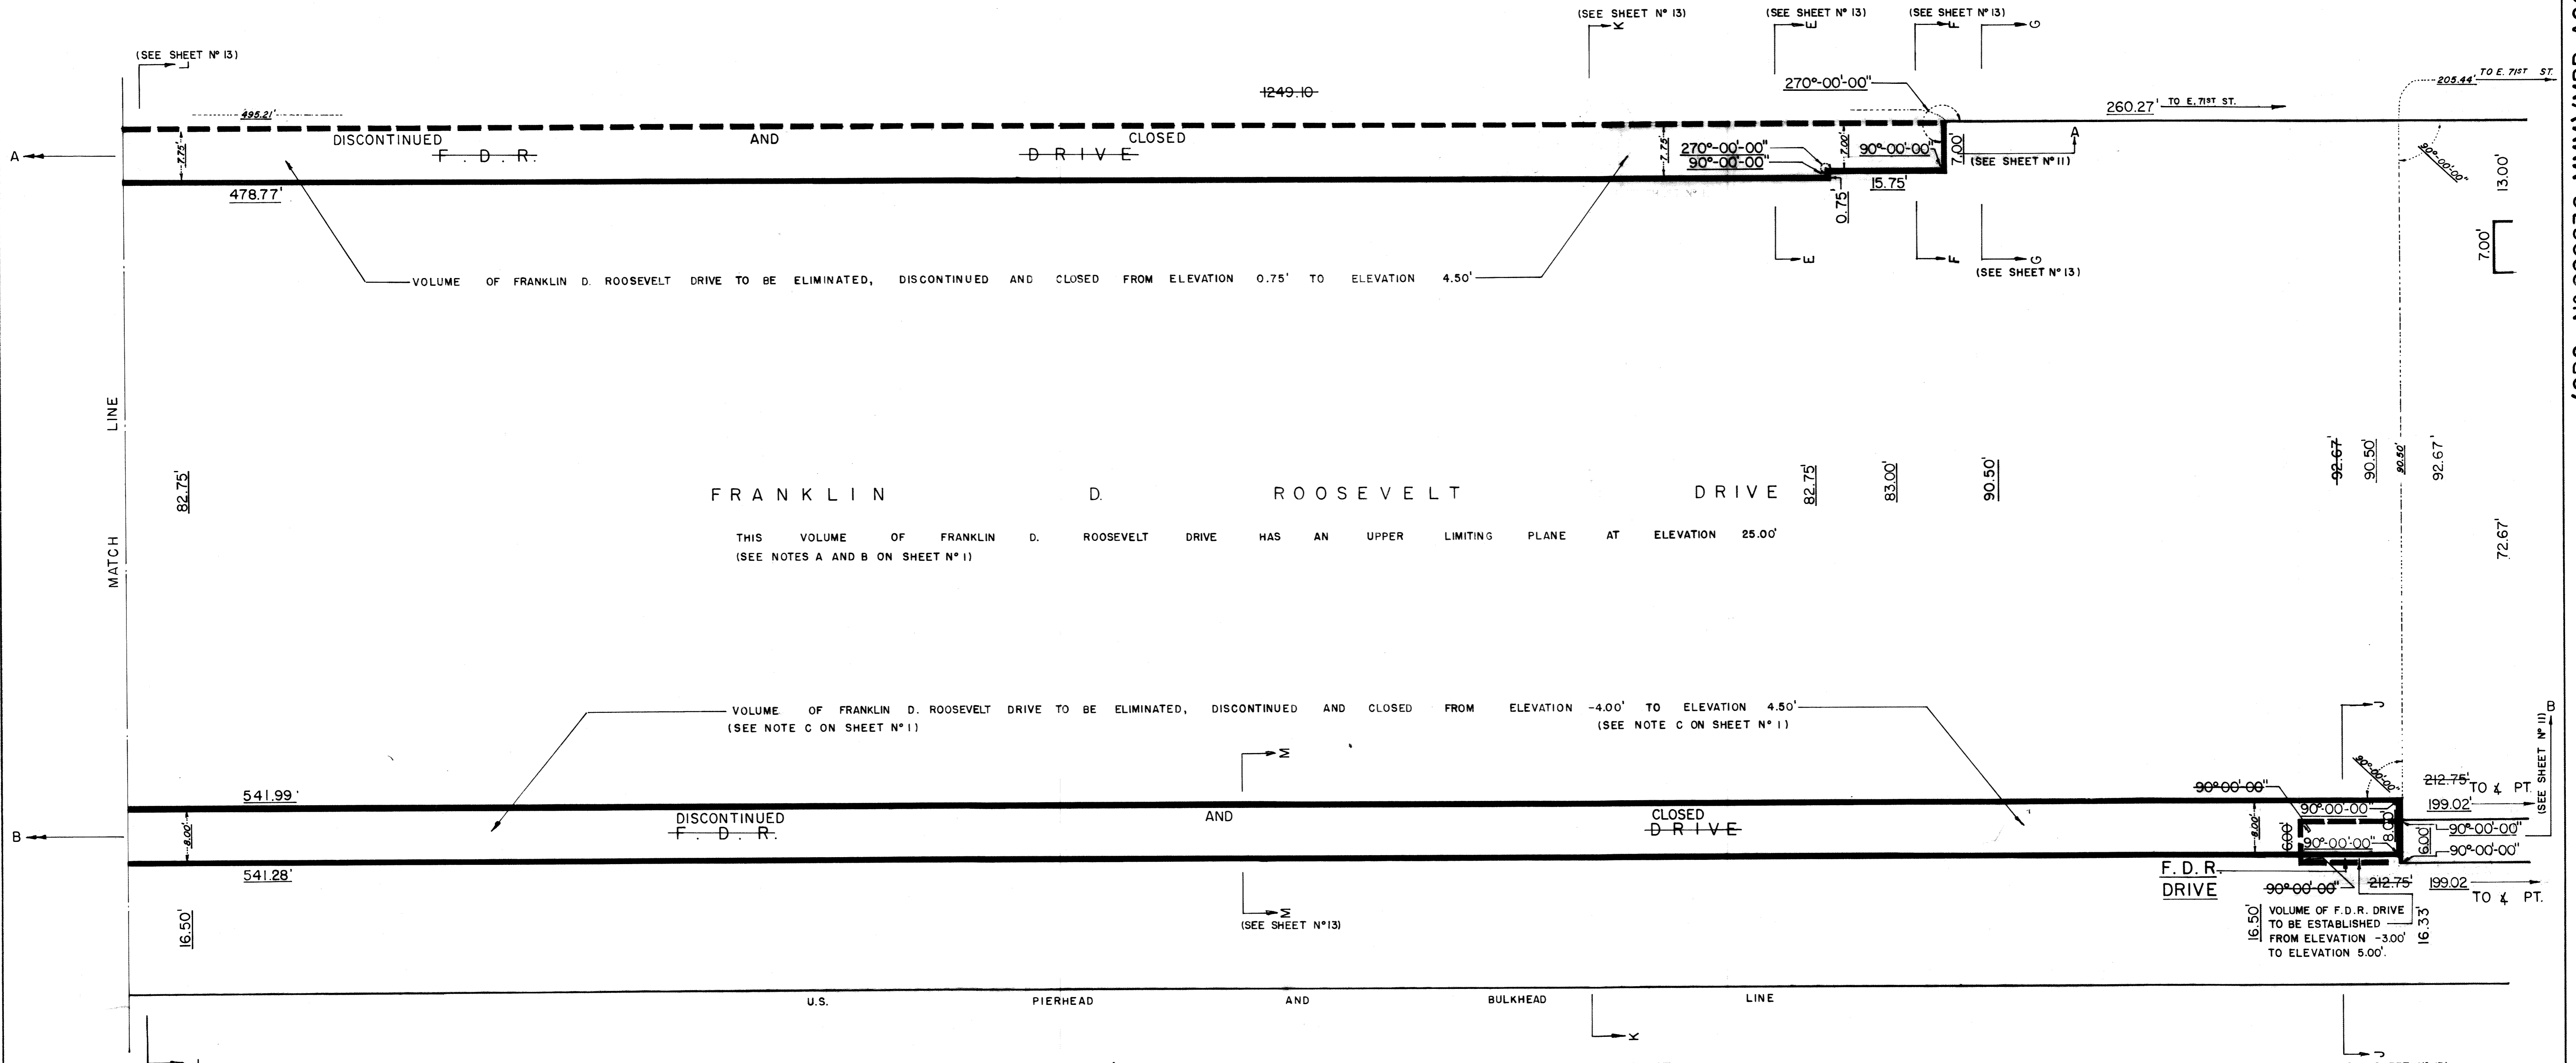 (SEE SHEET Nº 13)
(SEE SHEET Nº 13)
(SEE SHEET Nº 13)
(SEE SHEET Nº 13)
K
E
F
G
J
1249.10
270°-00'-00"
205.44' TO E. 71ST ST.
260.27' TO E. 71ST ST.
495.21'
DISCONTINUED AND CLOSED
F. D. R. DRIVE
A
7.75'
7.75'
7.00'
270°-00'-00"
90°-00'-00"
90°-00'-00"
7.00'
A
(SEE SHEET Nº 11)
90°-00'-00"
13.00'
478.77'
0.75'
15.75'
7.00'
E
F
G
(SEE SHEET Nº 13)
VOLUME OF FRANKLIN D. ROOSEVELT DRIVE TO BE ELIMINATED, DISCONTINUED AND CLOSED FROM ELEVATION 0.75' TO ELEVATION 4.50'
MATCH LINE
82.75'
FRANKLIN D. ROOSEVELT DRIVE
82.75'
83.00'
90.50'
92.67'
90.50'
90.50'
92.67'
72.67'
THIS VOLUME OF FRANKLIN D. ROOSEVELT DRIVE HAS AN UPPER LIMITING PLANE AT ELEVATION 25.00'
(SEE NOTES A AND B ON SHEET Nº 1)
VOLUME OF FRANKLIN D. ROOSEVELT DRIVE TO BE ELIMINATED, DISCONTINUED AND CLOSED FROM ELEVATION -4.00' TO ELEVATION 4.50'
(SEE NOTE C ON SHEET Nº 1)
(SEE NOTE C ON SHEET Nº 1)
J
B
(SEE SHEET Nº 11)
M
90°-00'-00"
90°00'00"
212.75' TO ∡ PT.
199.02'
541.99'
DISCONTINUED AND CLOSED
F. D. R. DRIVE
B
8.00'
8.00'
6.00'
90°-00'-00"
90°-00'-00"
8.00'
6.00'
90°-00'-00"
90°-00'-00"
541.28'
F. D. R.
DRIVE
90°00'00"
212.75'
199.02
TO ∡ PT.
16.50'
M
(SEE SHEET Nº 13)
16.50'
VOLUME OF F.D.R. DRIVE
TO BE ESTABLISHED
FROM ELEVATION -3.00'
TO ELEVATION 5.00'.
16.33'
U.S. PIERHEAD AND BULKHEAD LINE
K
J